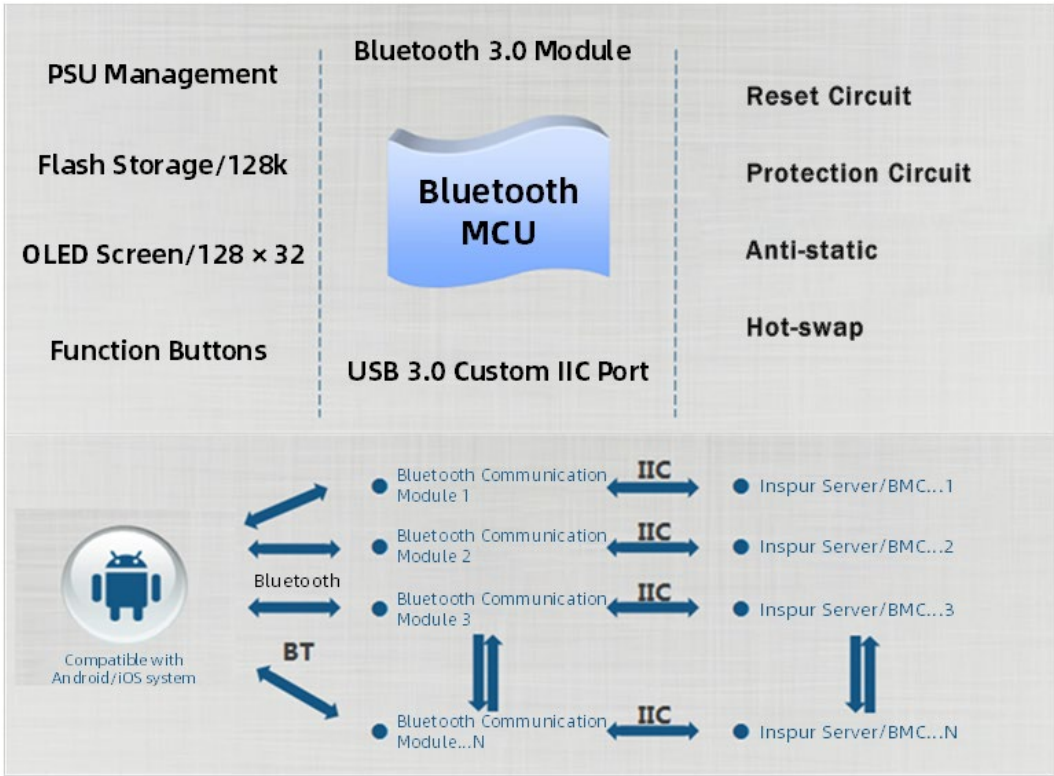 PSU Management
Flash Storage/128k
OLED Screen/128 × 32
Function Buttons
Bluetooth 3.0 Module
Bluetooth
MCU
USB 3.0 Custom IIC Port
Reset Circuit
Protection Circuit
Anti-static
Hot-swap
Compatible with
Android/iOS system
Bluetooth
BT
Bluetooth Communication
Module 1
IIC
Inspur Server/BMC...1
Bluetooth Communication
Module 2
IIC
Inspur Server/BMC...2
Bluetooth Communication
Module 3
IIC
Inspur Server/BMC...3
Bluetooth Communication
Module...N
IIC
Inspur Server/BMC...N